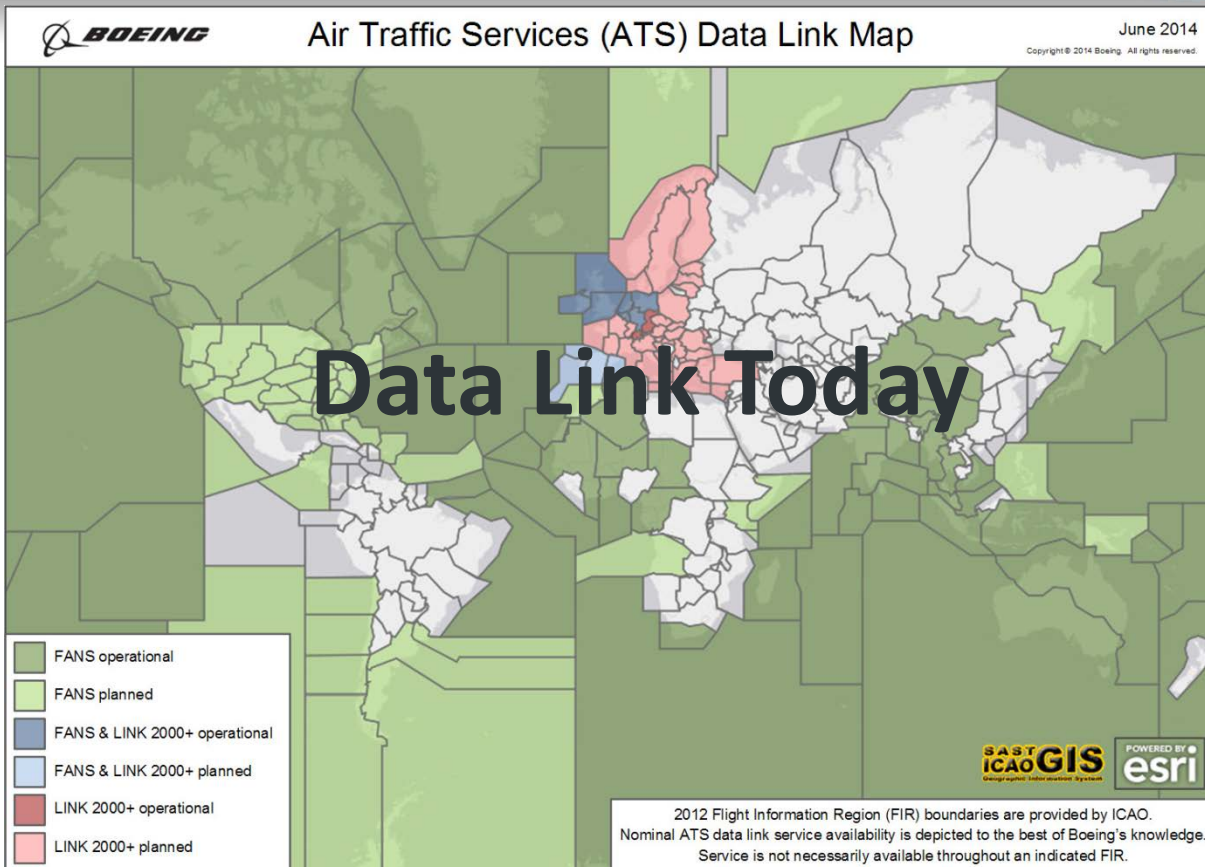 BOEING
Air Traffic Services (ATS) Data Link Map
June 2014
Copyright © 2014 Boeing. All rights reserved.
Data Link Today
FANS operational
FANS planned
FANS & LINK 2000+ operational
FANS & LINK 2000+ planned
LINK 2000+ operational
LINK 2000+ planned
SAST
ICAO GIS
Geographic Information System
POWERED BY
esri
2012 Flight Information Region (FIR) boundaries are provided by ICAO.
Nominal ATS data link service availability is depicted to the best of Boeing's knowledge.
Service is not necessarily available throughout an indicated FIR.